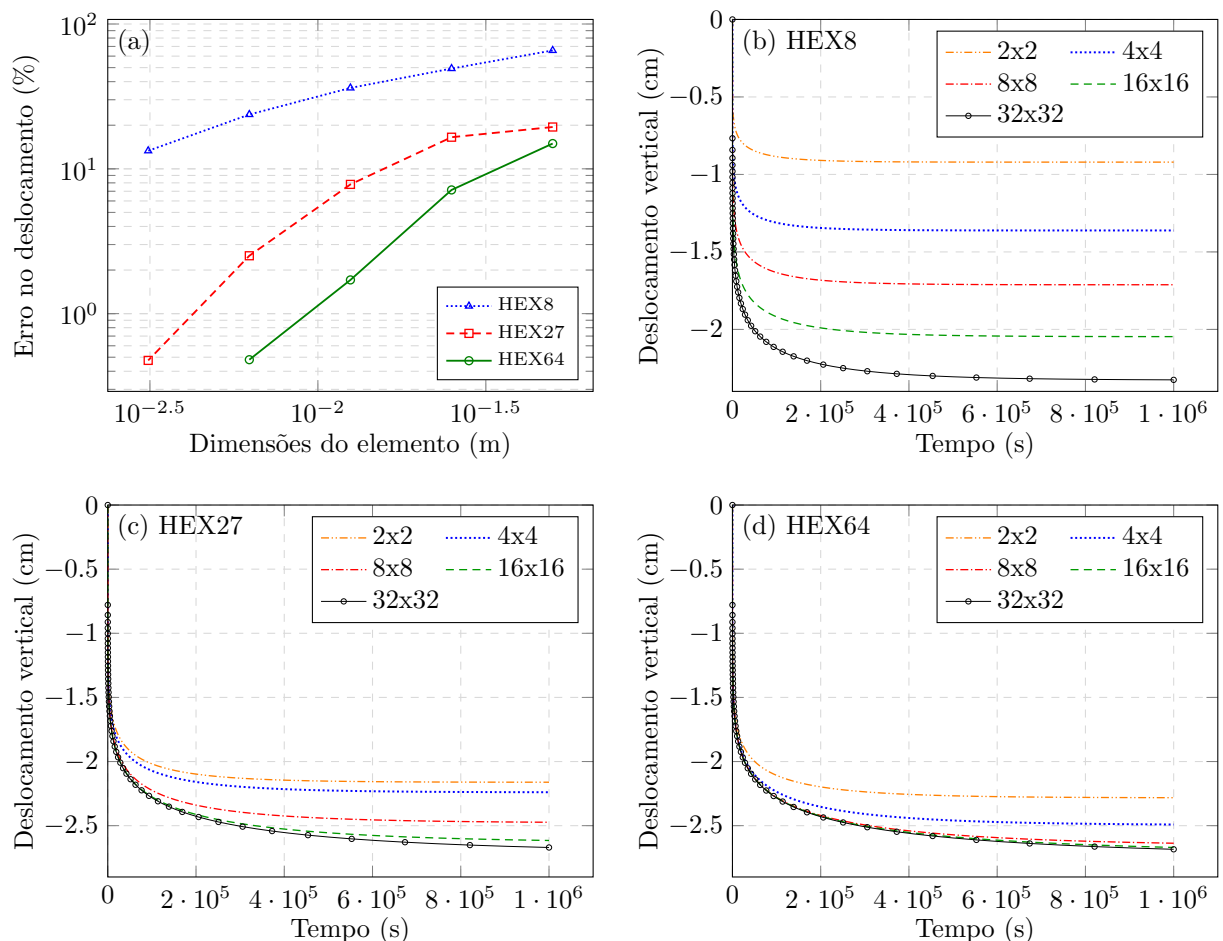 (a)
Erro no deslocamento (%)
10^2
10^1
10^0
10^−2.5
10^−2
10^−1.5
Dimensões do elemento (m)
HEX8
HEX27
HEX64
(b) HEX8
Deslocamento vertical (cm)
0
−0.5
−1
−1.5
−2
0
2 · 10^5
4 · 10^5
6 · 10^5
8 · 10^5
1 · 10^6
Tempo (s)
2x2
4x4
8x8
16x16
32x32
(c) HEX27
Deslocamento vertical (cm)
0
−0.5
−1
−1.5
−2
−2.5
0
2 · 10^5
4 · 10^5
6 · 10^5
8 · 10^5
1 · 10^6
Tempo (s)
2x2
4x4
8x8
16x16
32x32
(d) HEX64
Deslocamento vertical (cm)
0
−0.5
−1
−1.5
−2
−2.5
0
2 · 10^5
4 · 10^5
6 · 10^5
8 · 10^5
1 · 10^6
Tempo (s)
2x2
4x4
8x8
16x16
32x32